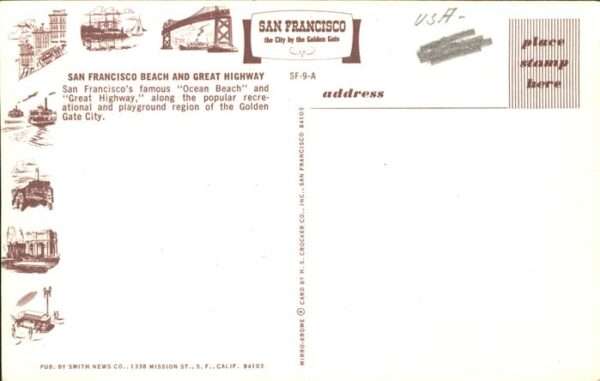 SAN FRANCISCO
the City by the Golden Gate
USA-
place
stamp
here
SAN FRANCISCO BEACH AND GREAT HIGHWAY
SF-9-A
San Francisco's famous "Ocean Beach" and
"Great Highway," along the popular recre-
ational and playground region of the Golden
Gate City.
address
MIRRO-KROME ® CARD BY H. S. CROCKER CO., INC., SAN FRANCISCO 94105
PUB. BY SMITH NEWS CO., 1338 MISSION ST., S. F., CALIF. 94103